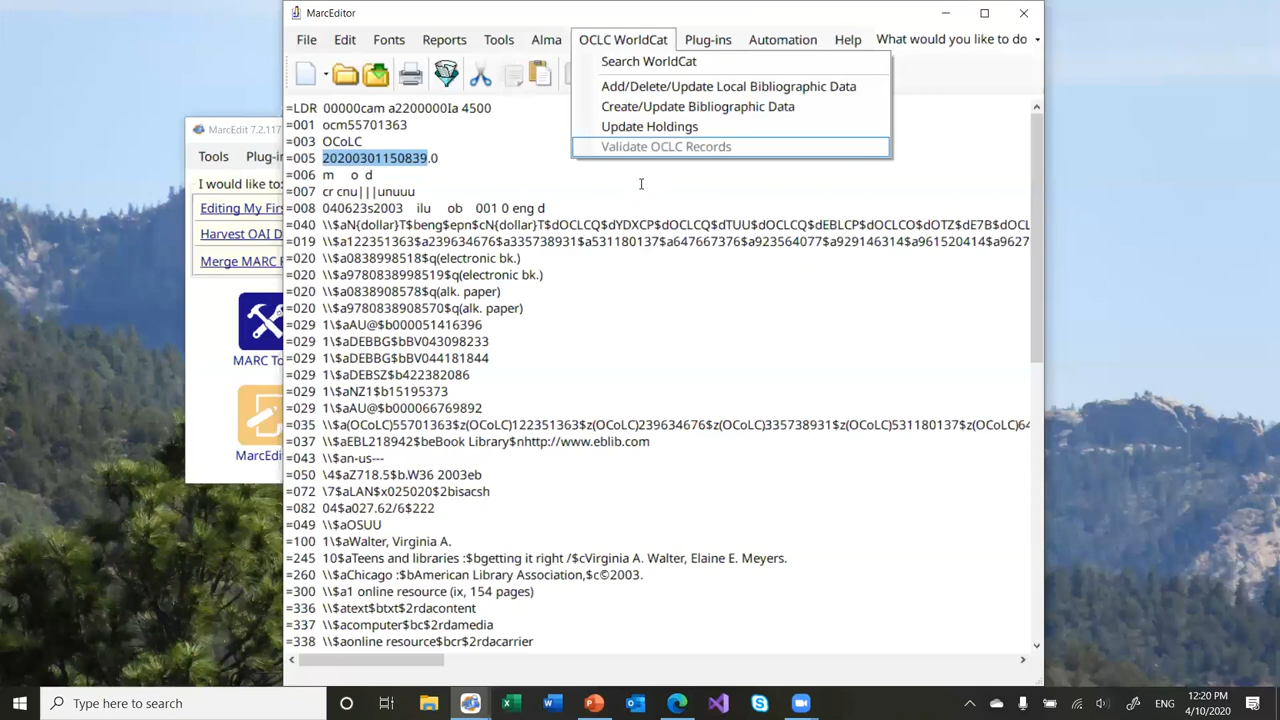 MarcEditor
File Edit Fonts Reports Tools Alma OCLC WorldCat Plug-ins Automation Help What would you like to do
Search WorldCat
Add/Delete/Update Local Bibliographic Data
Create/Update Bibliographic Data
Update Holdings
Validate OCLC Records
MarcEdit 7.2.117
Tools Plug-in
I would like to:
Editing My Firs
Harvest OAI D
Merge MARC F
MARC To
MarcEdi
=LDR 00000cam a2200000Ia 4500
=001 ocm55701363
=003 OCoLC
=005 20200301150839.0
=006 m o d
=007 cr cnu|||unuuu
=008 040623s2003 ilu ob 001 0 eng d
=040 \\$aN{dollar}T$beng$epn$cN{dollar}T$dOCLCQ$dYDXCP$dOCLCQ$dTUU$dOCLCQ$dEBLCP$dOCLCO$dOTZ$dE7B$dOCL
=019 \\$a122351363$a239634676$a335738931$a531180137$a647667376$a923564077$a929146314$a961520414$a9627
=020 \\$a0838998518$q(electronic bk.)
=020 \\$a9780838998519$q(electronic bk.)
=020 \\$a0838908578$q(alk. paper)
=020 \\$a9780838908570$q(alk. paper)
=029 1\$aAU@$b000051416396
=029 1\$aDEBBG$bBV043098233
=029 1\$aDEBBG$bBV044181844
=029 1\$aDEBSZ$b422382086
=029 1\$aNZ1$b15195373
=029 1\$aAU@$b000066769892
=035 \\$a(OCoLC)55701363$z(OCoLC)122351363$z(OCoLC)239634676$z(OCoLC)335738931$z(OCoLC)531180137$z(OCoLC)64
=037 \\$aEBL218942$beBook Library$nhttp://www.eblib.com
=043 \\$an-us---
=050 \4$aZ718.5$b.W36 2003eb
=072 \7$aLAN$x025020$2bisacsh
=082 04$a027.62/6$222
=049 \\$aOSUU
=100 1\$aWalter, Virginia A.
=245 10$aTeens and libraries :$bgetting it right /$cVirginia A. Walter, Elaine E. Meyers.
=260 \\$aChicago :$bAmerican Library Association,$c©2003.
=300 \\$a1 online resource (ix, 154 pages)
=336 \\$atext$btxt$2rdacontent
=337 \\$acomputer$bc$2rdamedia
=338 \\$aonline resource$bcr$2rdacarrier
Type here to search
12:20 PM
4/10/2020